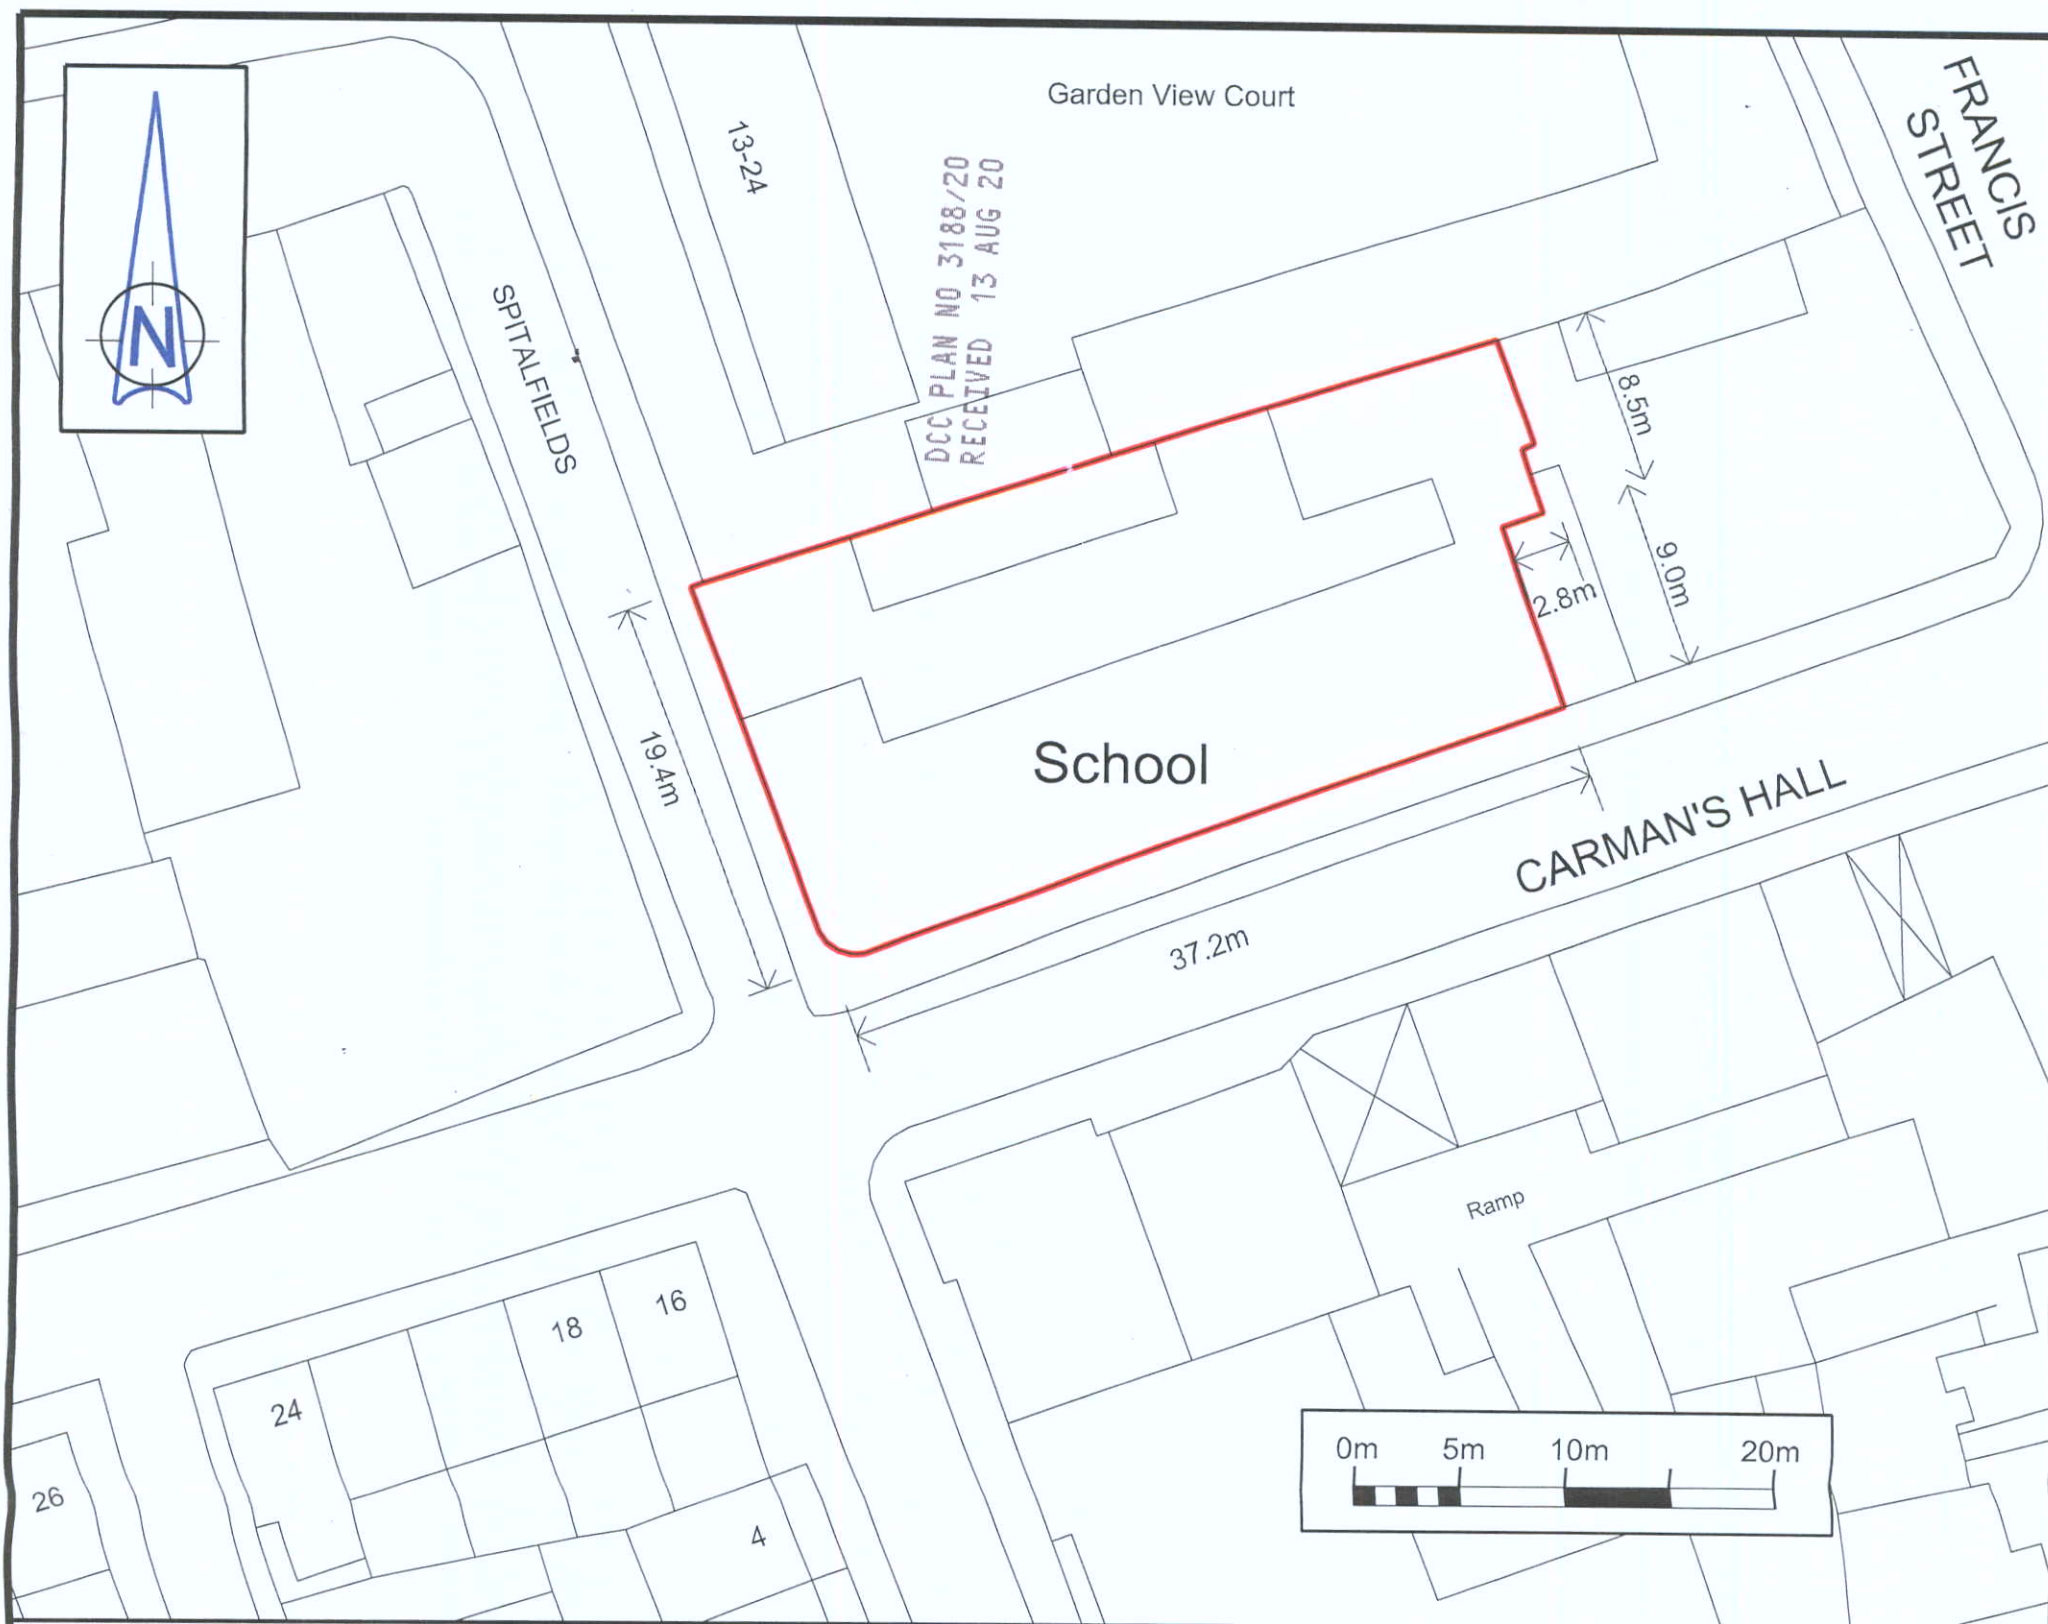 N
Garden View Court
13-24
FRANCIS
STREET
DCC PLAN NO 3188/20
RECEIVED 13 AUG 20
SPITALFIELDS
8.5m
9.0m
2.8m
19.4m
School
CARMAN'S HALL
37.2m
Ramp
16
18
24
26
4
0m 5m 10m 20m